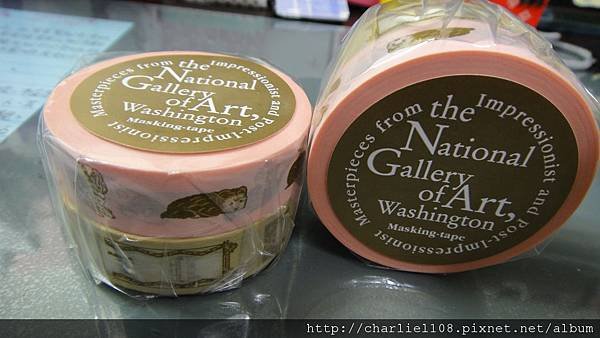 Impressionist and Post-Impressionist
Masterpieces from the
National
Gallery
of Art,
Washington
Masking-tape
Impressionist and Post-Impressionist
Masterpieces from the
National
Gallery
of Art,
Washington
Masking-tape
http://charlie1108.pixnet.net/album